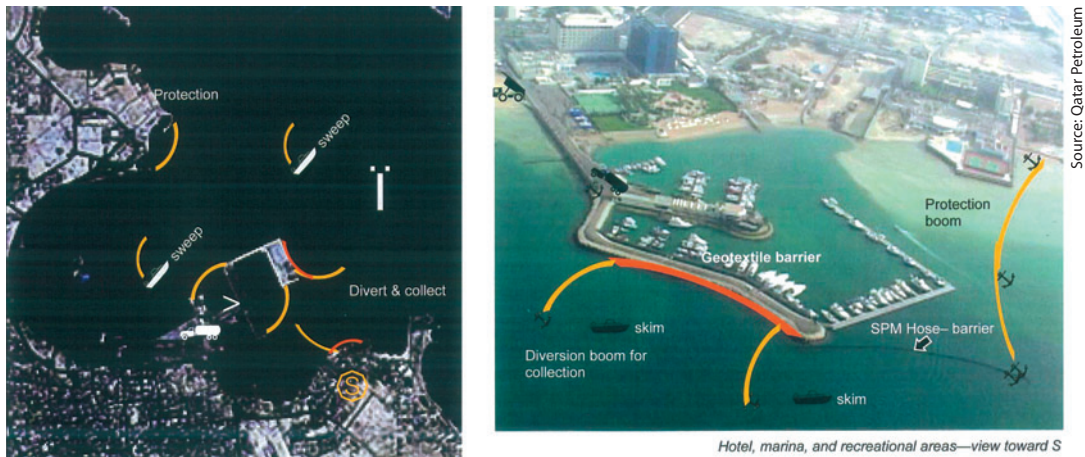 Protection
sweep
Ï
sweep
Divert & collect
>
S
Source: Qatar Petroleum
Protection
boom
Geotextile barrier
SPM Hose– barrier
skim
Diversion boom for
collection
skim
Hotel, marina, and recreational areas—view toward S